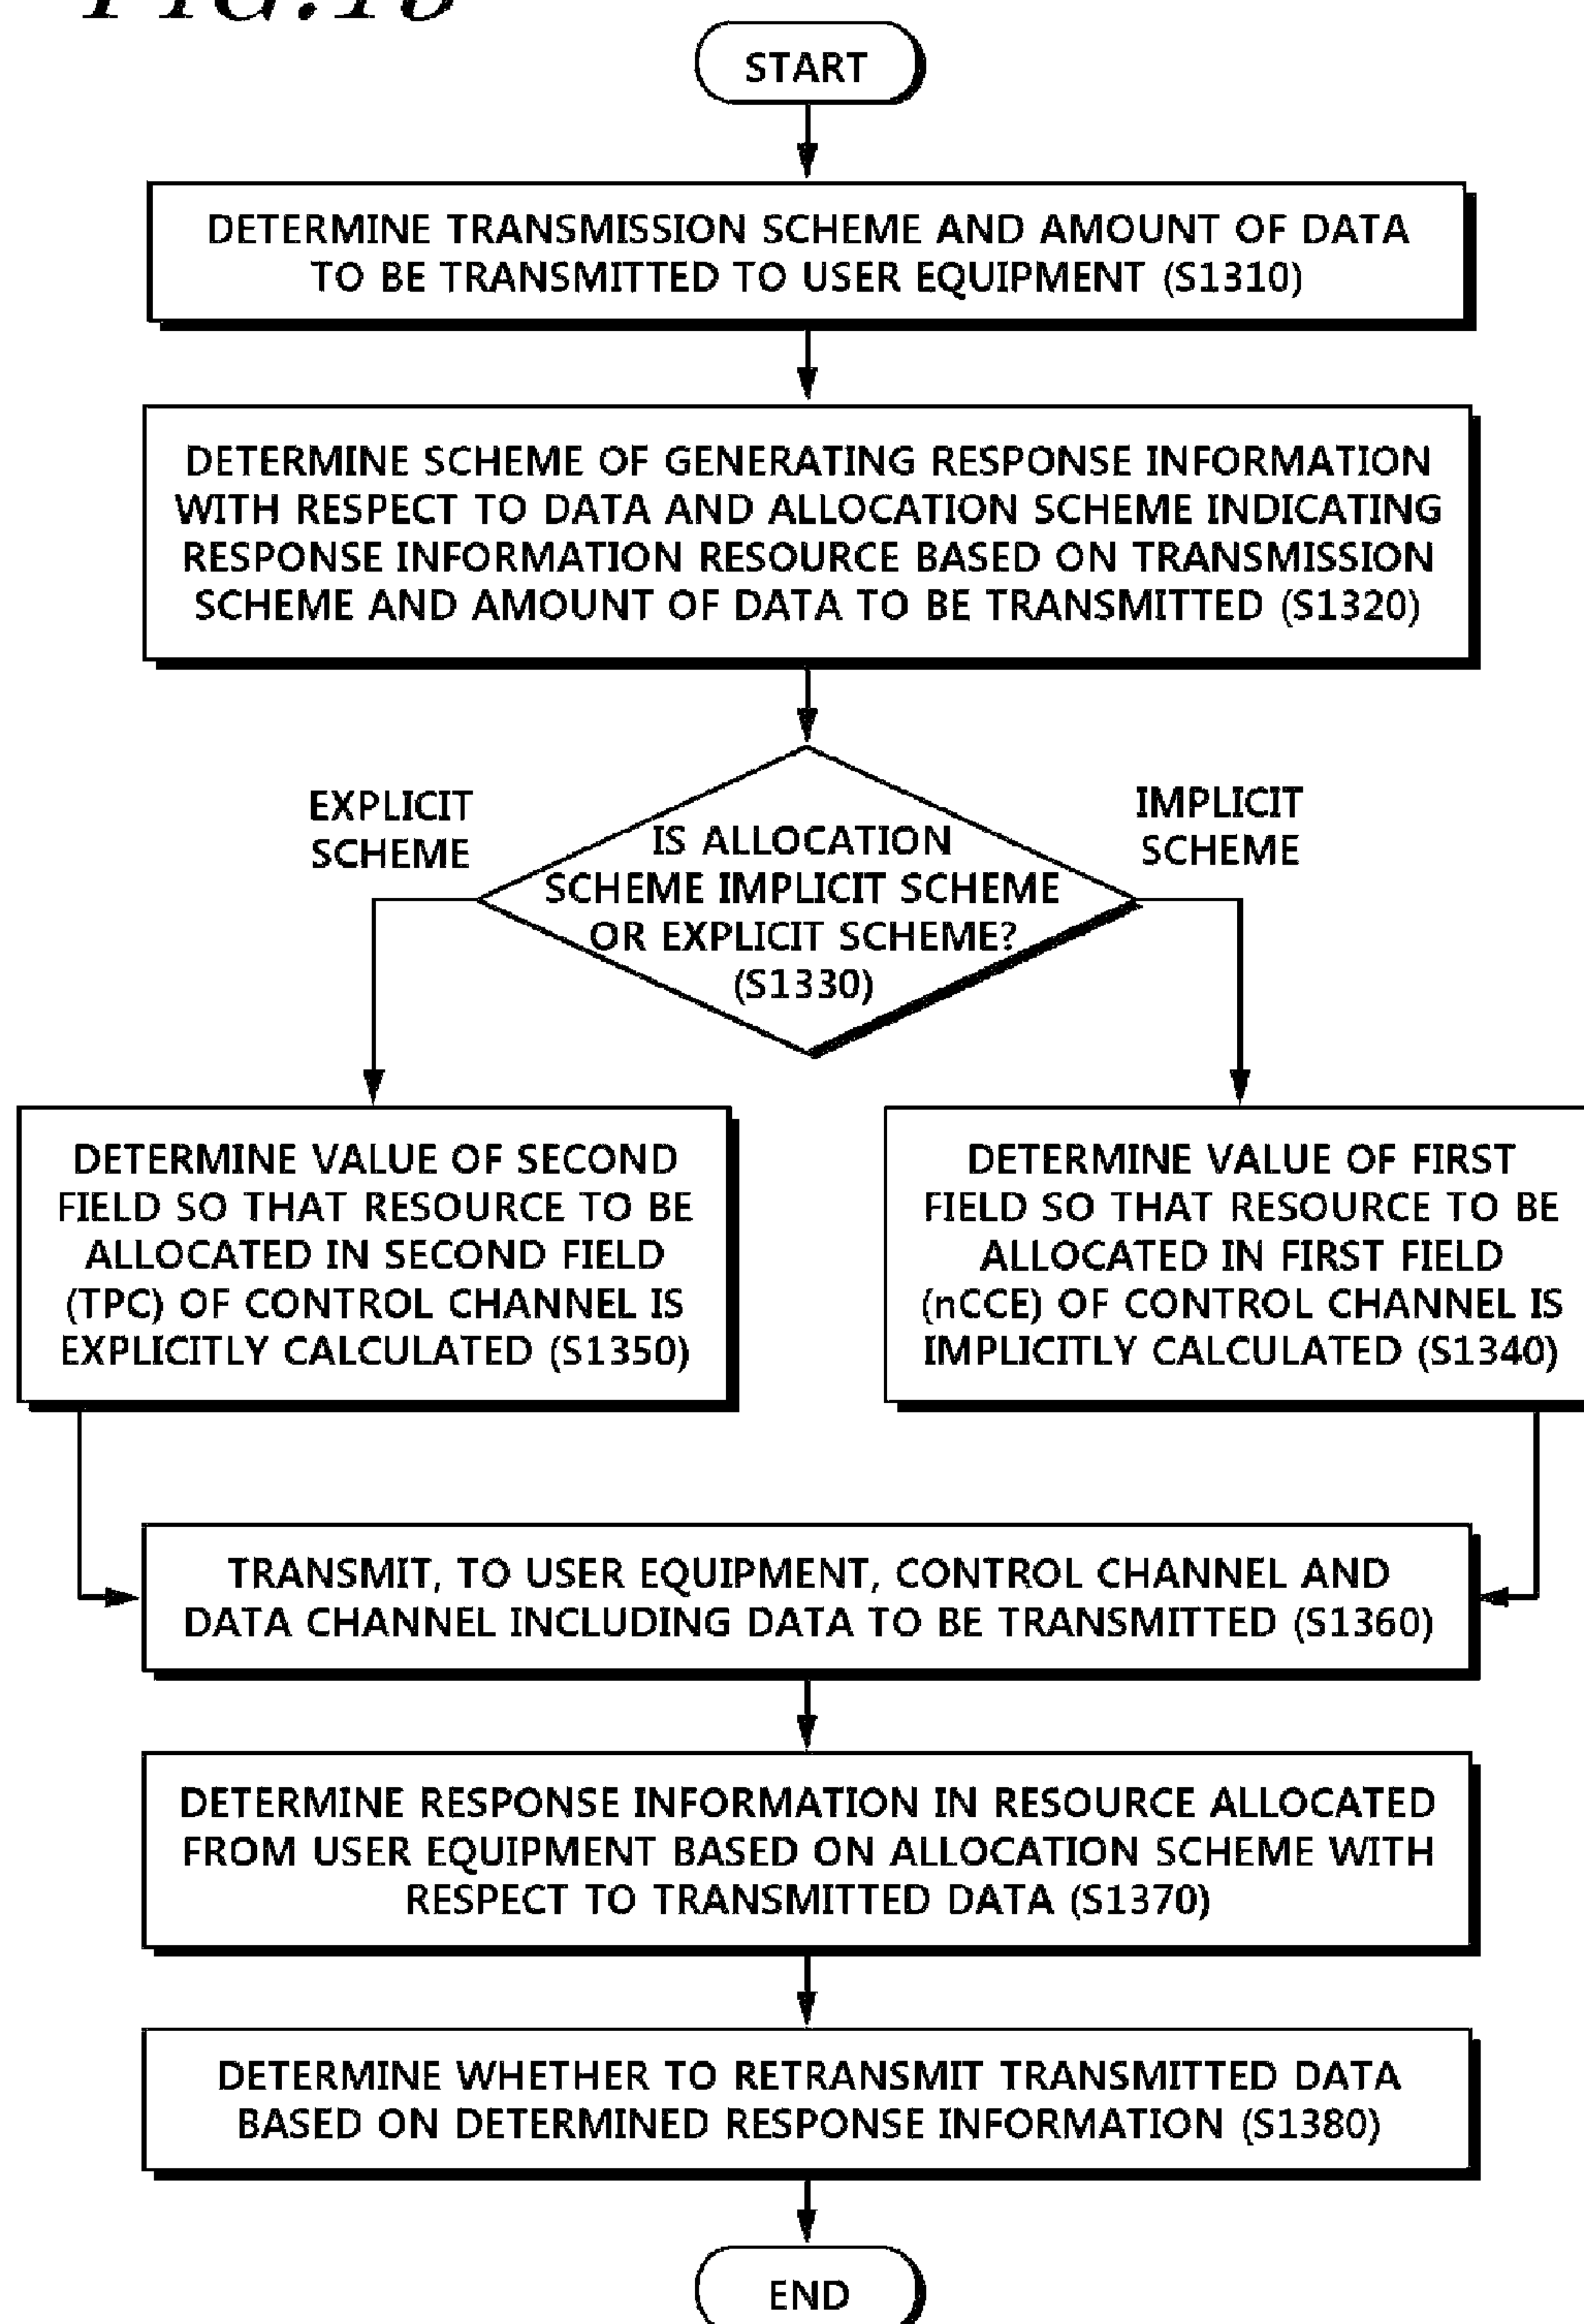 START
DETERMINE TRANSMISSION SCHEME AND AMOUNT OF DATA
TO BE TRANSMITTED TO USER EQUIPMENT (S1310)
DETERMINE SCHEME OF GENERATING RESPONSE INFORMATION
WITH RESPECT TO DATA AND ALLOCATION SCHEME INDICATING
RESPONSE INFORMATION RESOURCE BASED ON TRANSMISSION
SCHEME AND AMOUNT OF DATA TO BE TRANSMITTED (S1320)
EXPLICIT
SCHEME
IMPLICIT
SCHEME
IS ALLOCATION
SCHEME IMPLICIT SCHEME
OR EXPLICIT SCHEME?
(S1330)
DETERMINE VALUE OF SECOND
FIELD SO THAT RESOURCE TO BE
ALLOCATED IN SECOND FIELD
(TPC) OF CONTROL CHANNEL IS
EXPLICITLY CALCULATED (S1350)
DETERMINE VALUE OF FIRST
FIELD SO THAT RESOURCE TO BE
ALLOCATED IN FIRST FIELD
(nCCE) OF CONTROL CHANNEL IS
IMPLICITLY CALCULATED (S1340)
TRANSMIT, TO USER EQUIPMENT, CONTROL CHANNEL AND
DATA CHANNEL INCLUDING DATA TO BE TRANSMITTED (S1360)
DETERMINE RESPONSE INFORMATION IN RESOURCE ALLOCATED
FROM USER EQUIPMENT BASED ON ALLOCATION SCHEME WITH
RESPECT TO TRANSMITTED DATA (S1370)
DETERMINE WHETHER TO RETRANSMIT TRANSMITTED DATA
BASED ON DETERMINED RESPONSE INFORMATION (S1380)
END